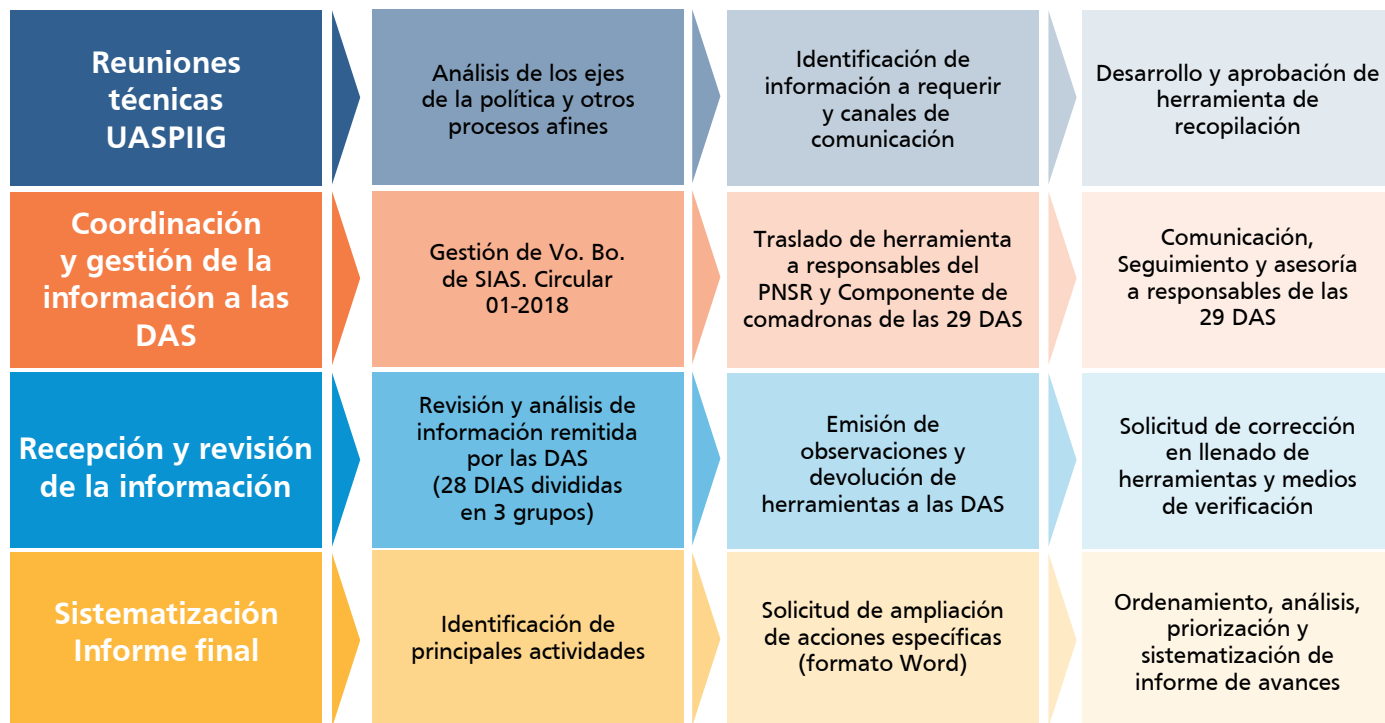 Reuniones
técnicas
UASPIIG
Análisis de los ejes
de la política y otros
procesos afines
Identificación de
información a requerir
y canales de
comunicación
Desarrollo y aprobación de
herramienta de
recopilación
Coordinación
y gestión de la
información a las
DAS
Gestión de Vo. Bo.
de SIAS. Circular
01-2018
Traslado de herramienta
a responsables del
PNSR y Componente de
comadronas de las 29 DAS
Comunicación,
Seguimiento y asesoría
a responsables de las
29 DAS
Recepción y revisión
de la información
Revisión y análisis de
información remitida
por las DAS
(28 DIAS divididas
en 3 grupos)
Emisión de
observaciones y
devolución de
herramientas a las DAS
Solicitud de corrección
en llenado de
herramientas y medios
de verificación
Sistematización
Informe final
Identificación de
principales actividades
Solicitud de ampliación
de acciones específicas
(formato Word)
Ordenamiento, análisis,
priorización y
sistematización de
informe de avances